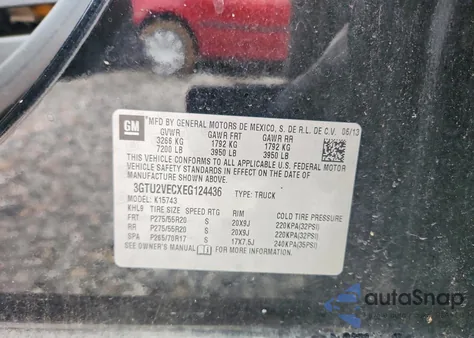 GM
MFD BY GENERAL MOTORS DE MEXICO, S. DE R.L. DE C.V. 06/13
GVWR GAWR FRT GAWR RR
3266 KG 1792 KG 1792 KG
7200 LB 3950 LB 3950 LB
THIS VEHICLE CONFORMS TO ALL APPLICABLE U.S. FEDERAL MOTOR
VEHICLE SAFETY, BUMPER, AND THEFT PREVENTION STANDARDS
IN EFFECT ON THE DATE OF
MANUFACTURE SHOWN ABOVE.
3GTU2VECXEG124436 TYPE: TRUCK
MODEL: K15743
KHLB TIRE SIZE SPEED RTG RIM COLD TIRE PRESSURE
FRT P275/55R20 S 20X9J 220KPA(32PSI)
RR P275/55R20 S 20X9J 220KPA(32PSI)
SPA P265/70R17 S 17X7.5J 240KPA(35PSI)
SEE OWNER'S MANUAL FOR MORE INFORMATION.
autoSnap